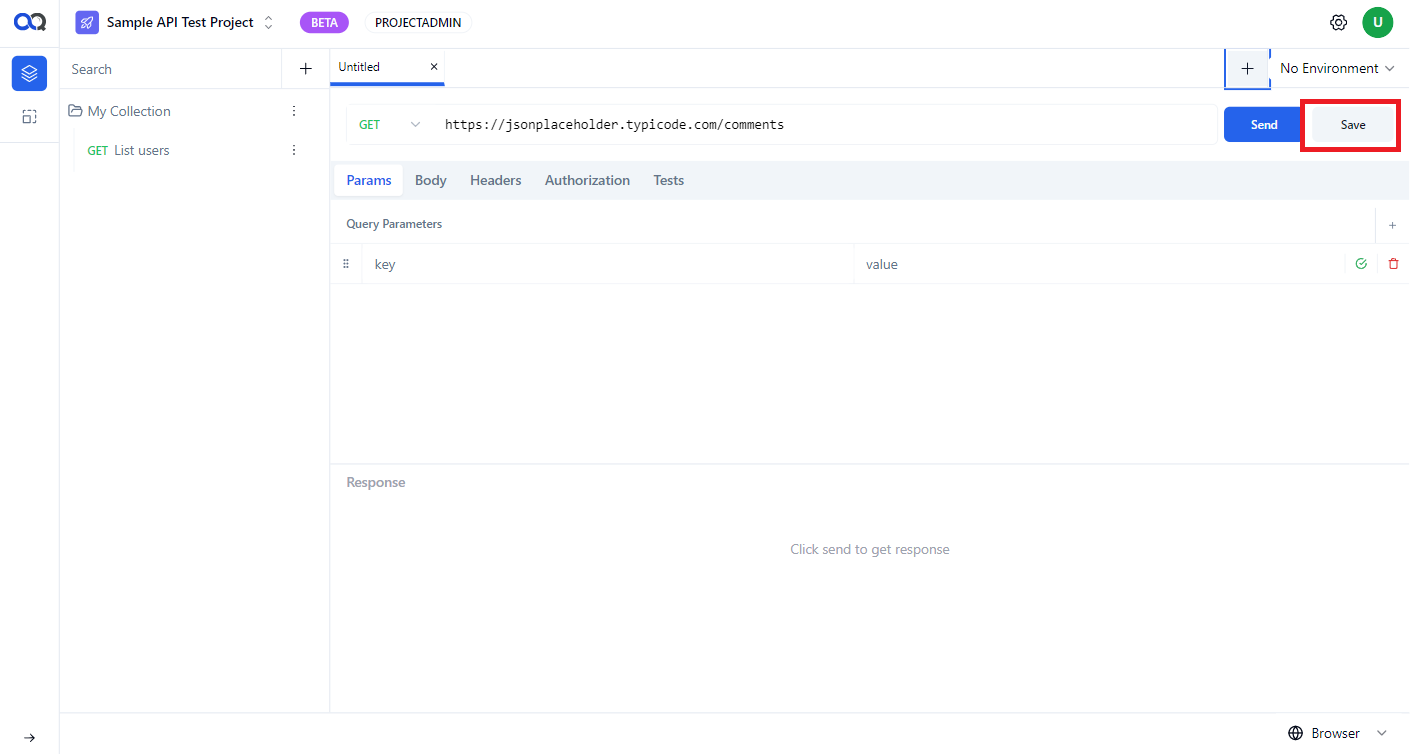 Sample API Test Project
BETA
PROJECTADMIN
U
Search
Untitled
No Environment
My Collection
GET List users
GET
https://jsonplaceholder.typicode.com/comments
Send
Save
Params Body Headers Authorization Tests
Query Parameters
key value
Response
Click send to get response
Browser